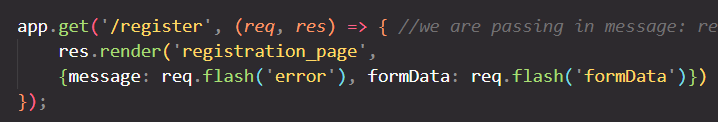 app.get('/register', (req, res) => { //we are passing in message: re
res.render('registration_page',
{message: req.flash('error'), formData: req.flash('formData')})
});